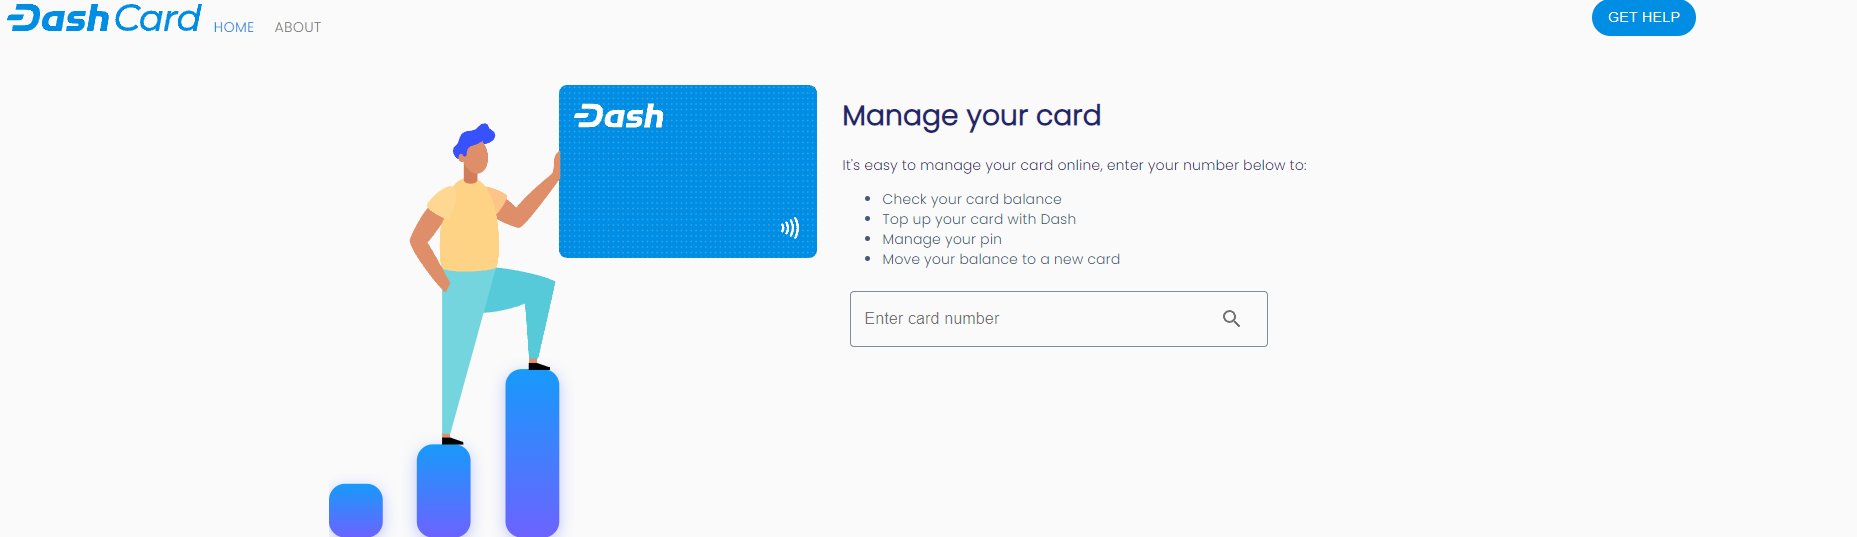 Dash Card HOME ABOUT GET HELP
Dash
Manage your card
It's easy to manage your card online, enter your number below to:
• Check your card balance
• Top up your card with Dash
• Manage your pin
• Move your balance to a new card
Enter card number